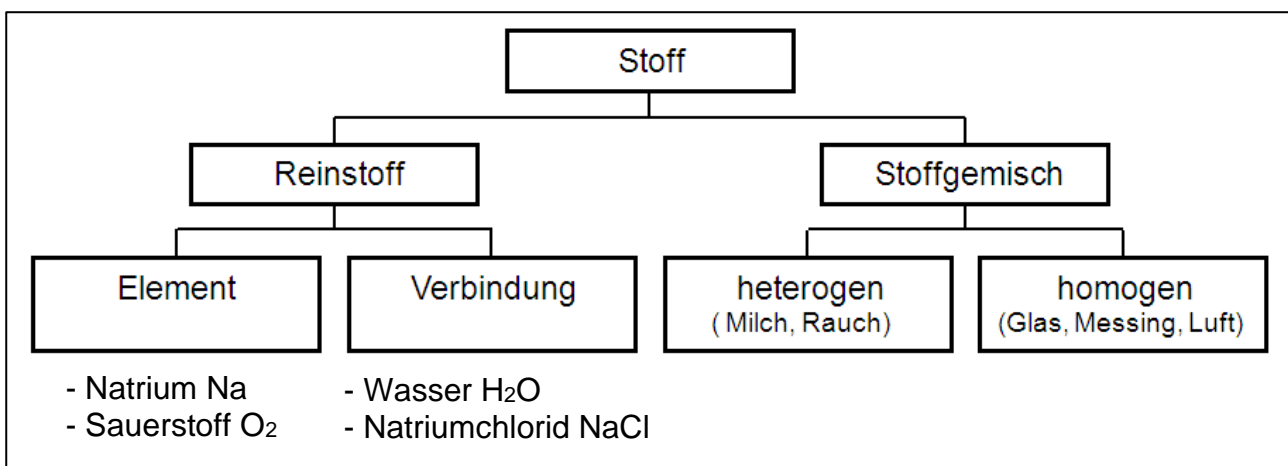 Stoff
Reinstoff
Stoffgemisch
Element
Verbindung
heterogen
( Milch, Rauch)
homogen
(Glas, Messing, Luft)
- Natrium Na
- Sauerstoff O₂
- Wasser H₂O
- Natriumchlorid NaCl